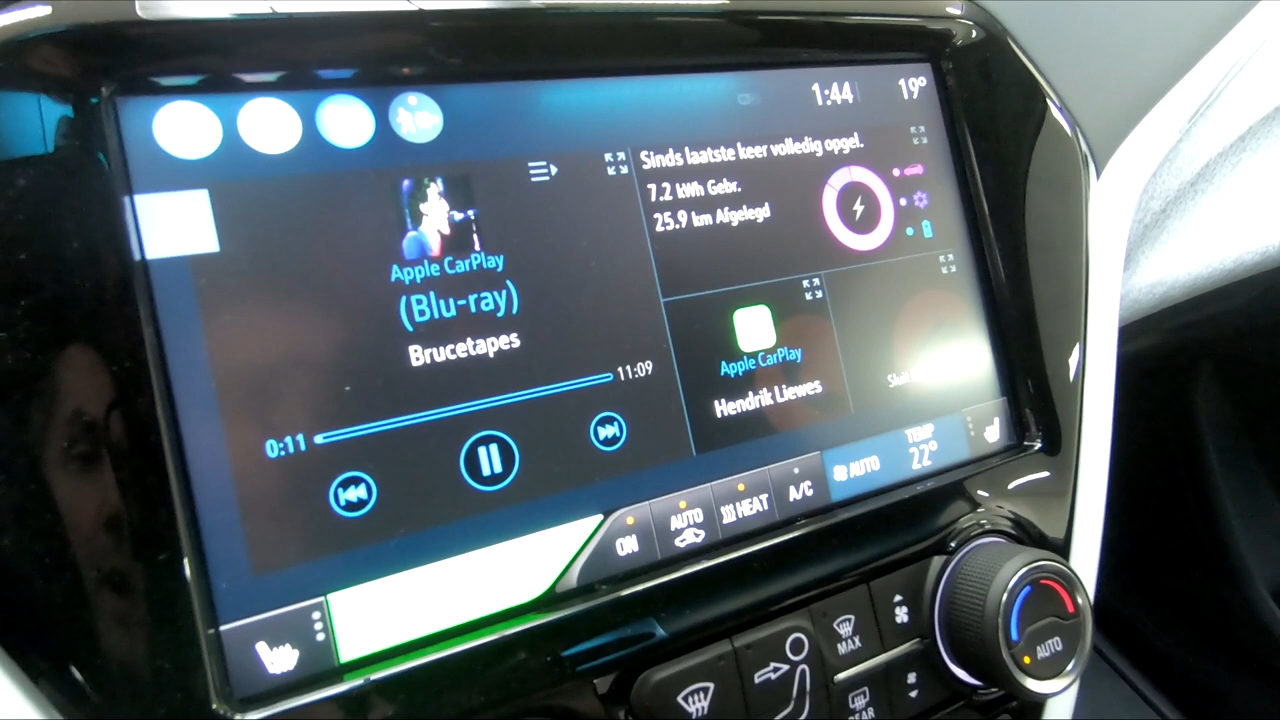 1:44
19°
Sinds laatste keer volledig opgel.
7.2 kWh Gebr.
25.9 km Afgelegd
Apple CarPlay
(Blu-ray)
Brucetapes
0:11
11:09
Apple CarPlay
Hendrik Liewes
ON
AUTO
HEAT
A/C
AUTO
TEMP
22°
MAX
REAR
AUTO